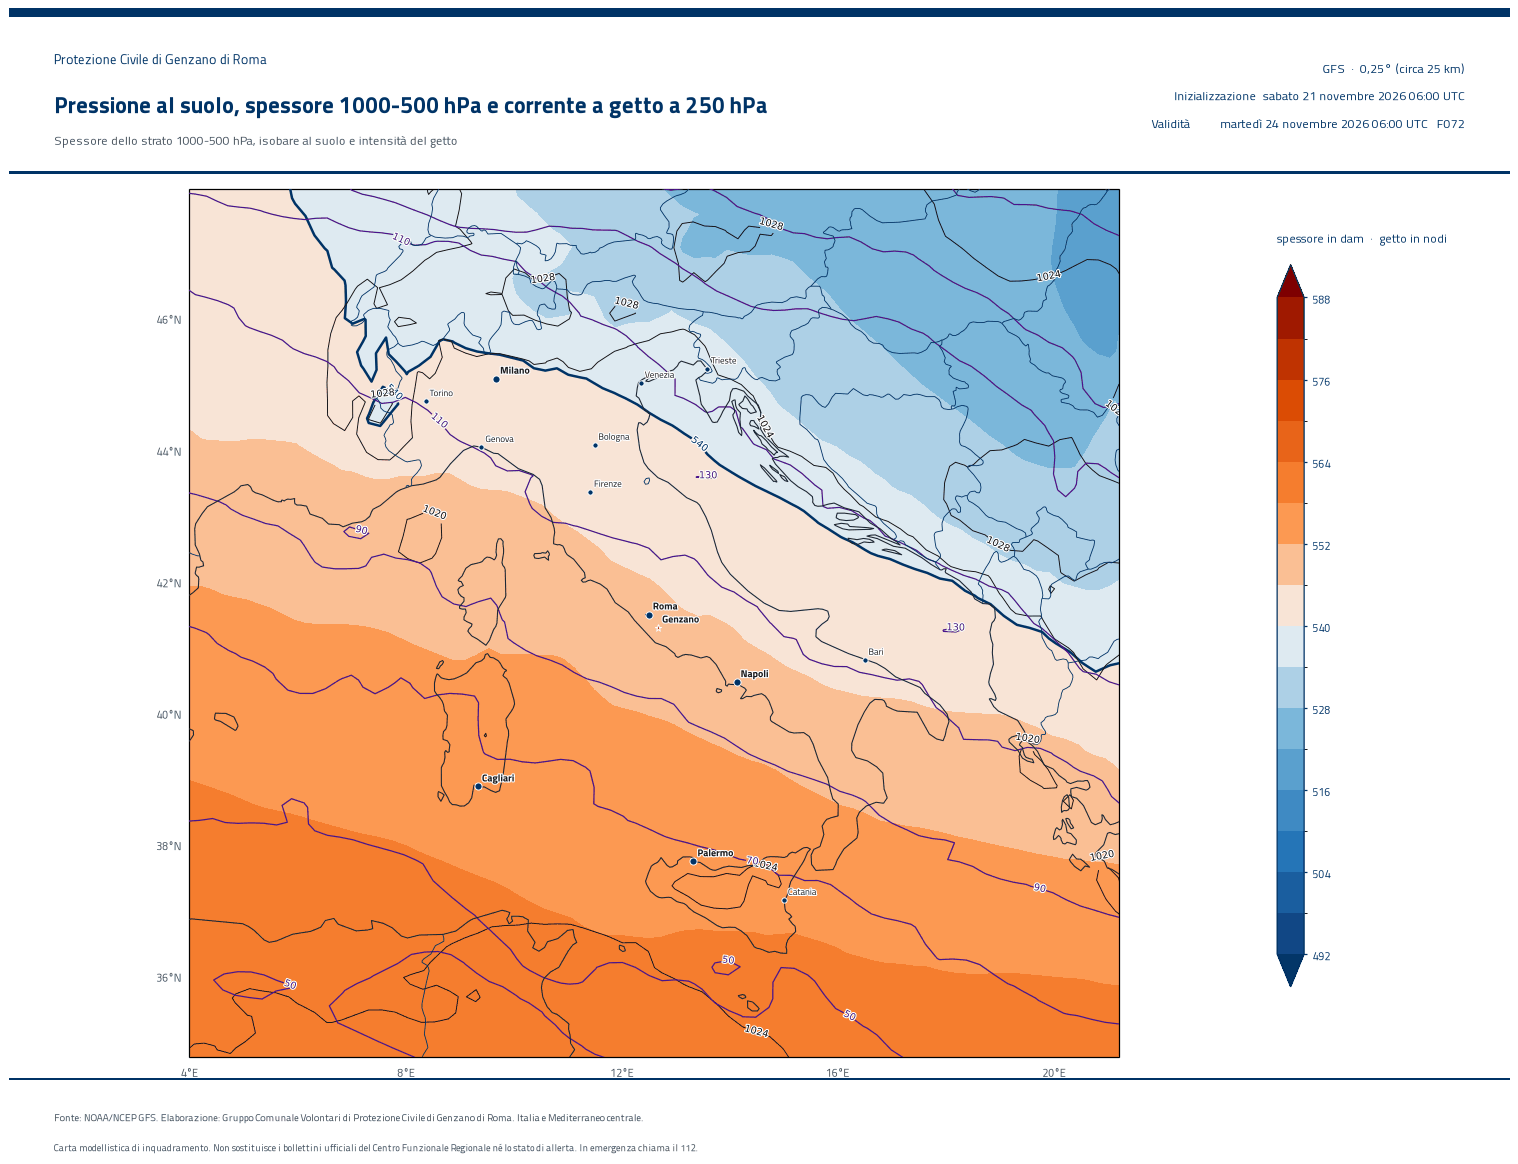 Protezione Civile di Genzano di Roma
Pressione al suolo, spessore 1000-500 hPa e corrente a getto a 250 hPa
Spessore dello strato 1000-500 hPa, isobare al suolo e intensità del getto
GFS · 0,25° (circa 25 km)
Inizializzazione sabato 21 novembre 2026 06:00 UTC
Validità martedì 24 novembre 2026 06:00 UTC F072
spessore in dam · getto in nodi
588
576
564
552
540
528
516
504
492
46°N
44°N
42°N
40°N
38°N
36°N
4°E
8°E
12°E
16°E
20°E
1028
110
1028
1024
1028
Trieste
Milano
Venezia
1028
Torino
110
1024
540
Genova
Bologna
130
Firenze
1020
90
1028
Roma
Genzano
130
Bari
Napoli
1020
Cagliari
Palermo
70
1024
1020
Catania
90
50
50
50
1024
Fonte: NOAA/NCEP GFS. Elaborazione: Gruppo Comunale Volontari di Protezione Civile di Genzano di Roma. Italia e Mediterraneo centrale.
Carta modellistica di inquadramento. Non sostituisce i bollettini ufficiali del Centro Funzionale Regionale né lo stato di allerta. In emergenza chiama il 112.